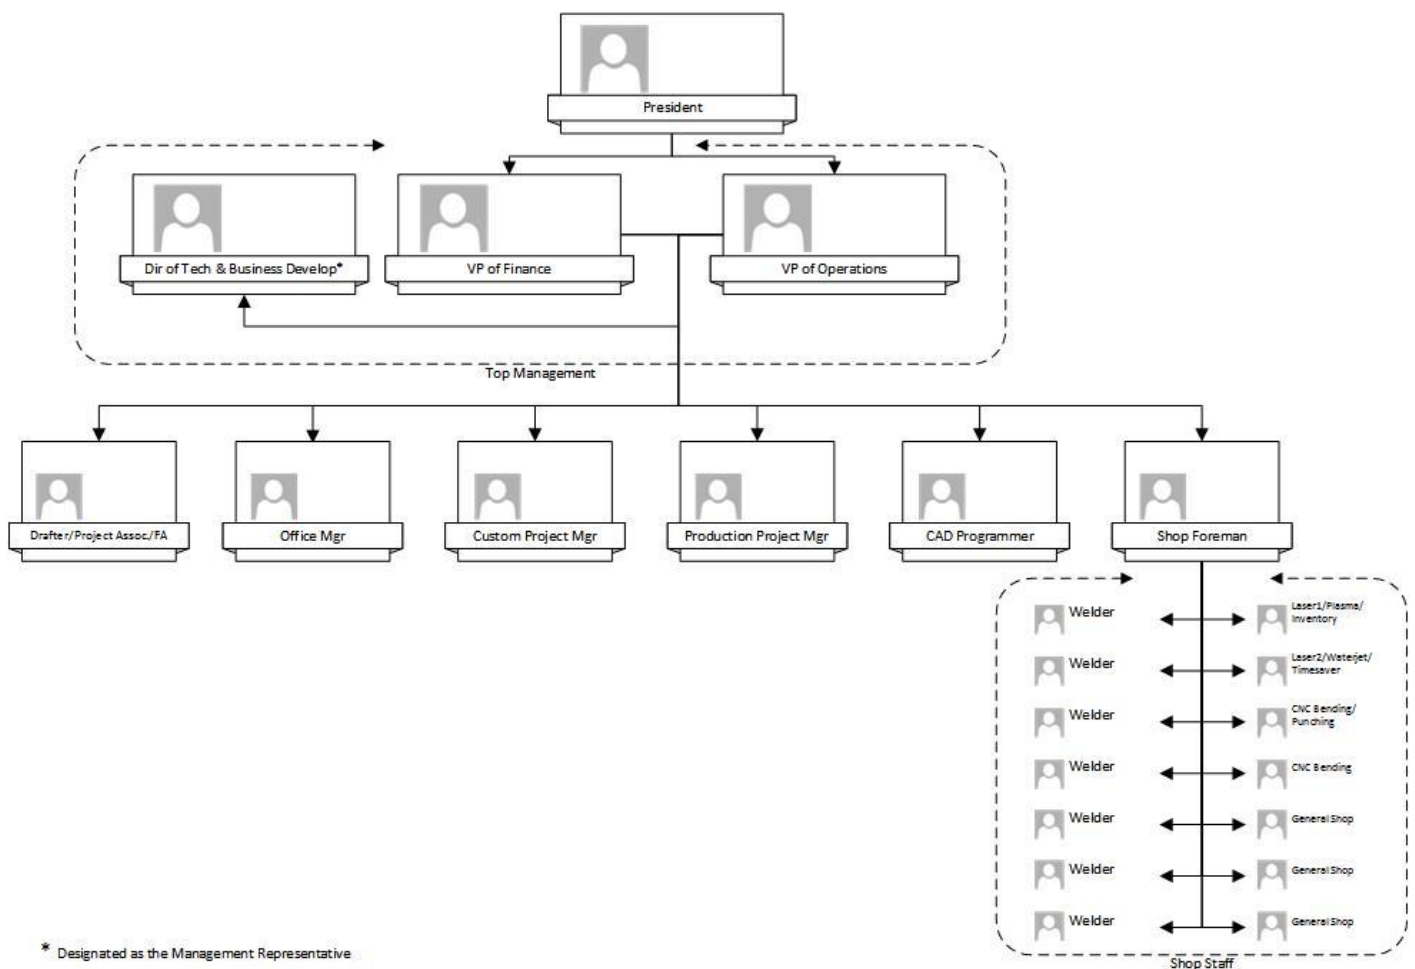 President
Dir of Tech & Business Develop*
VP of Finance
VP of Operations
Top Management
Drafter/Project Assoc./FA
Office Mgr
Custom Project Mgr
Production Project Mgr
CAD Programmer
Shop Foreman
Welder
Laser1/Plasma/
Inventory
Welder
Laser2/Waterjet/
Timesaver
Welder
CNC Bending/
Punching
Welder
CNC Bending
Welder
General Shop
Welder
General Shop
Welder
General Shop
* Designated as the Management Representative
Shop Staff